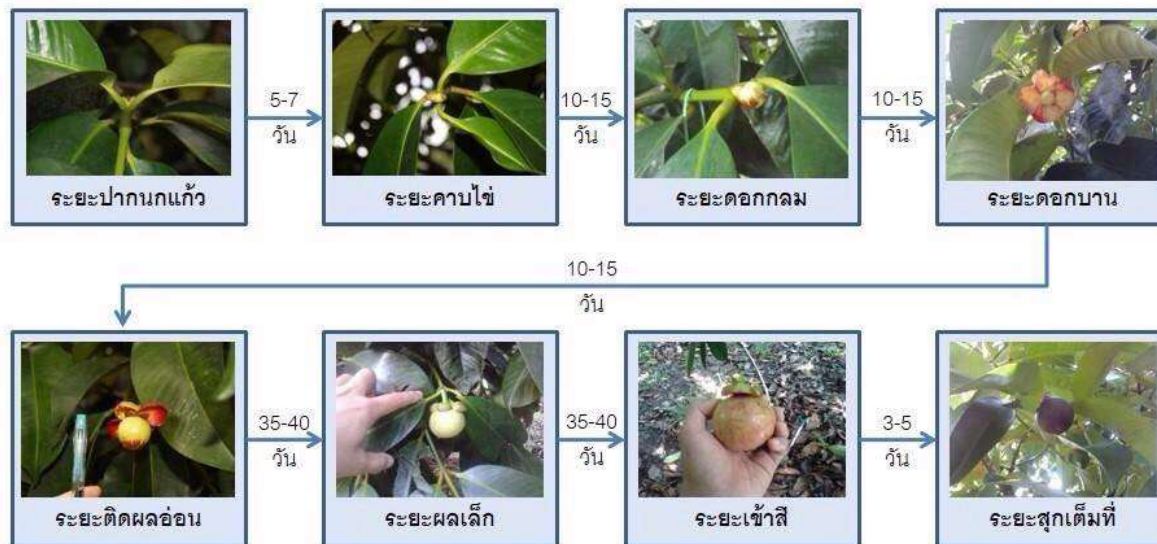 5-7
วัน
10-15
วัน
10-15
วัน
ระยะปากนกแก้ว
ระยะคาบไข่
ระยะดอกกลม
ระยะดอกบาน
10-15
วัน
35-40
วัน
35-40
วัน
3-5
วัน
ระยะติดผลอ่อน
ระยะผลเล็ก
ระยะเข้าสี
ระยะสุกเต็มที่